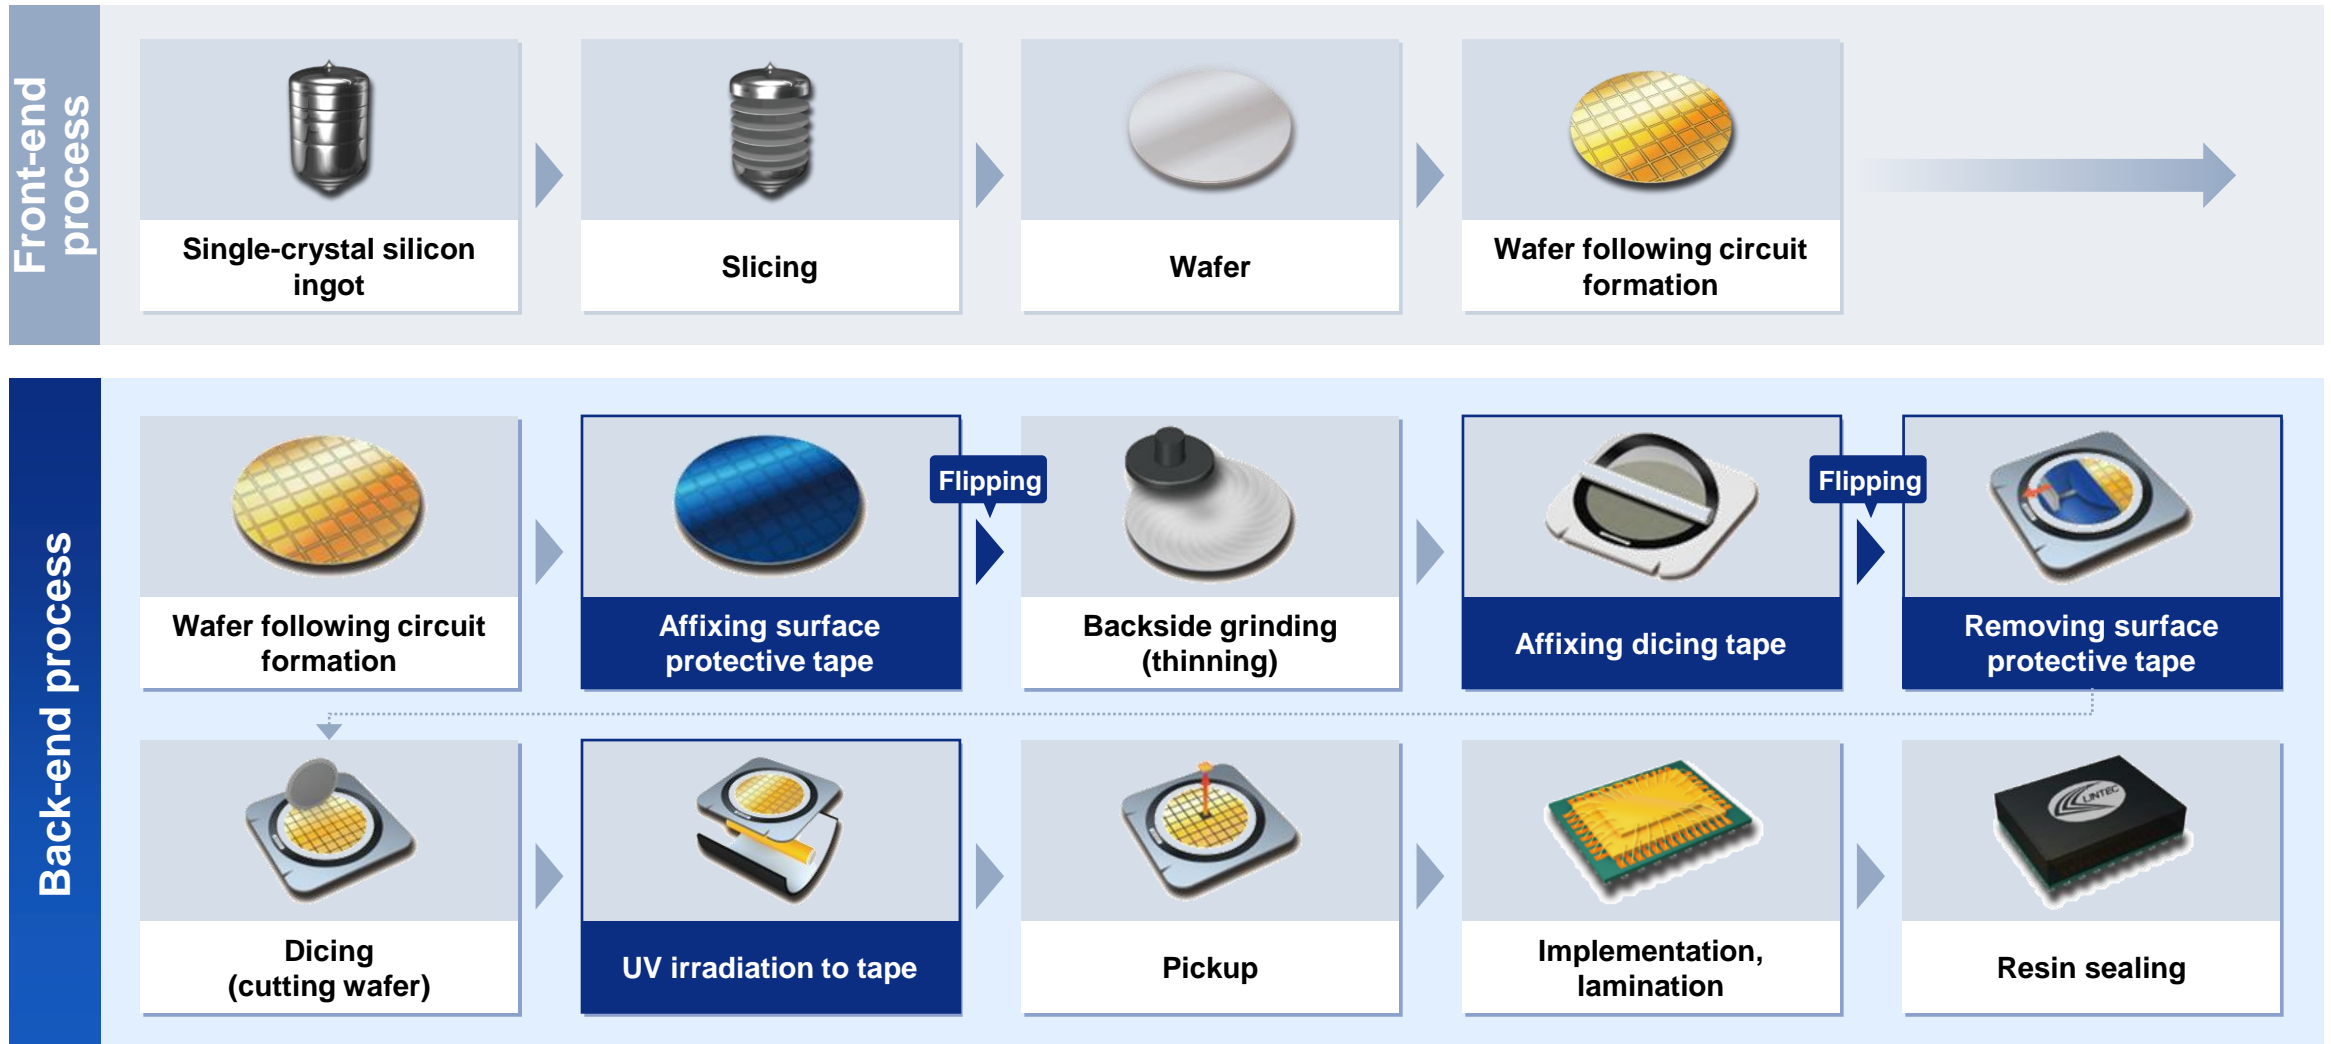 Front-end
process
Single-crystal silicon
ingot
Slicing
Wafer
Wafer following circuit
formation
Back-end process
Wafer following circuit
formation
Affixing surface
protective tape
Flipping
Backside grinding
(thinning)
Affixing dicing tape
Flipping
Removing surface
protective tape
Dicing
(cutting wafer)
UV irradiation to tape
Pickup
Implementation,
lamination
LINTEC
Resin sealing